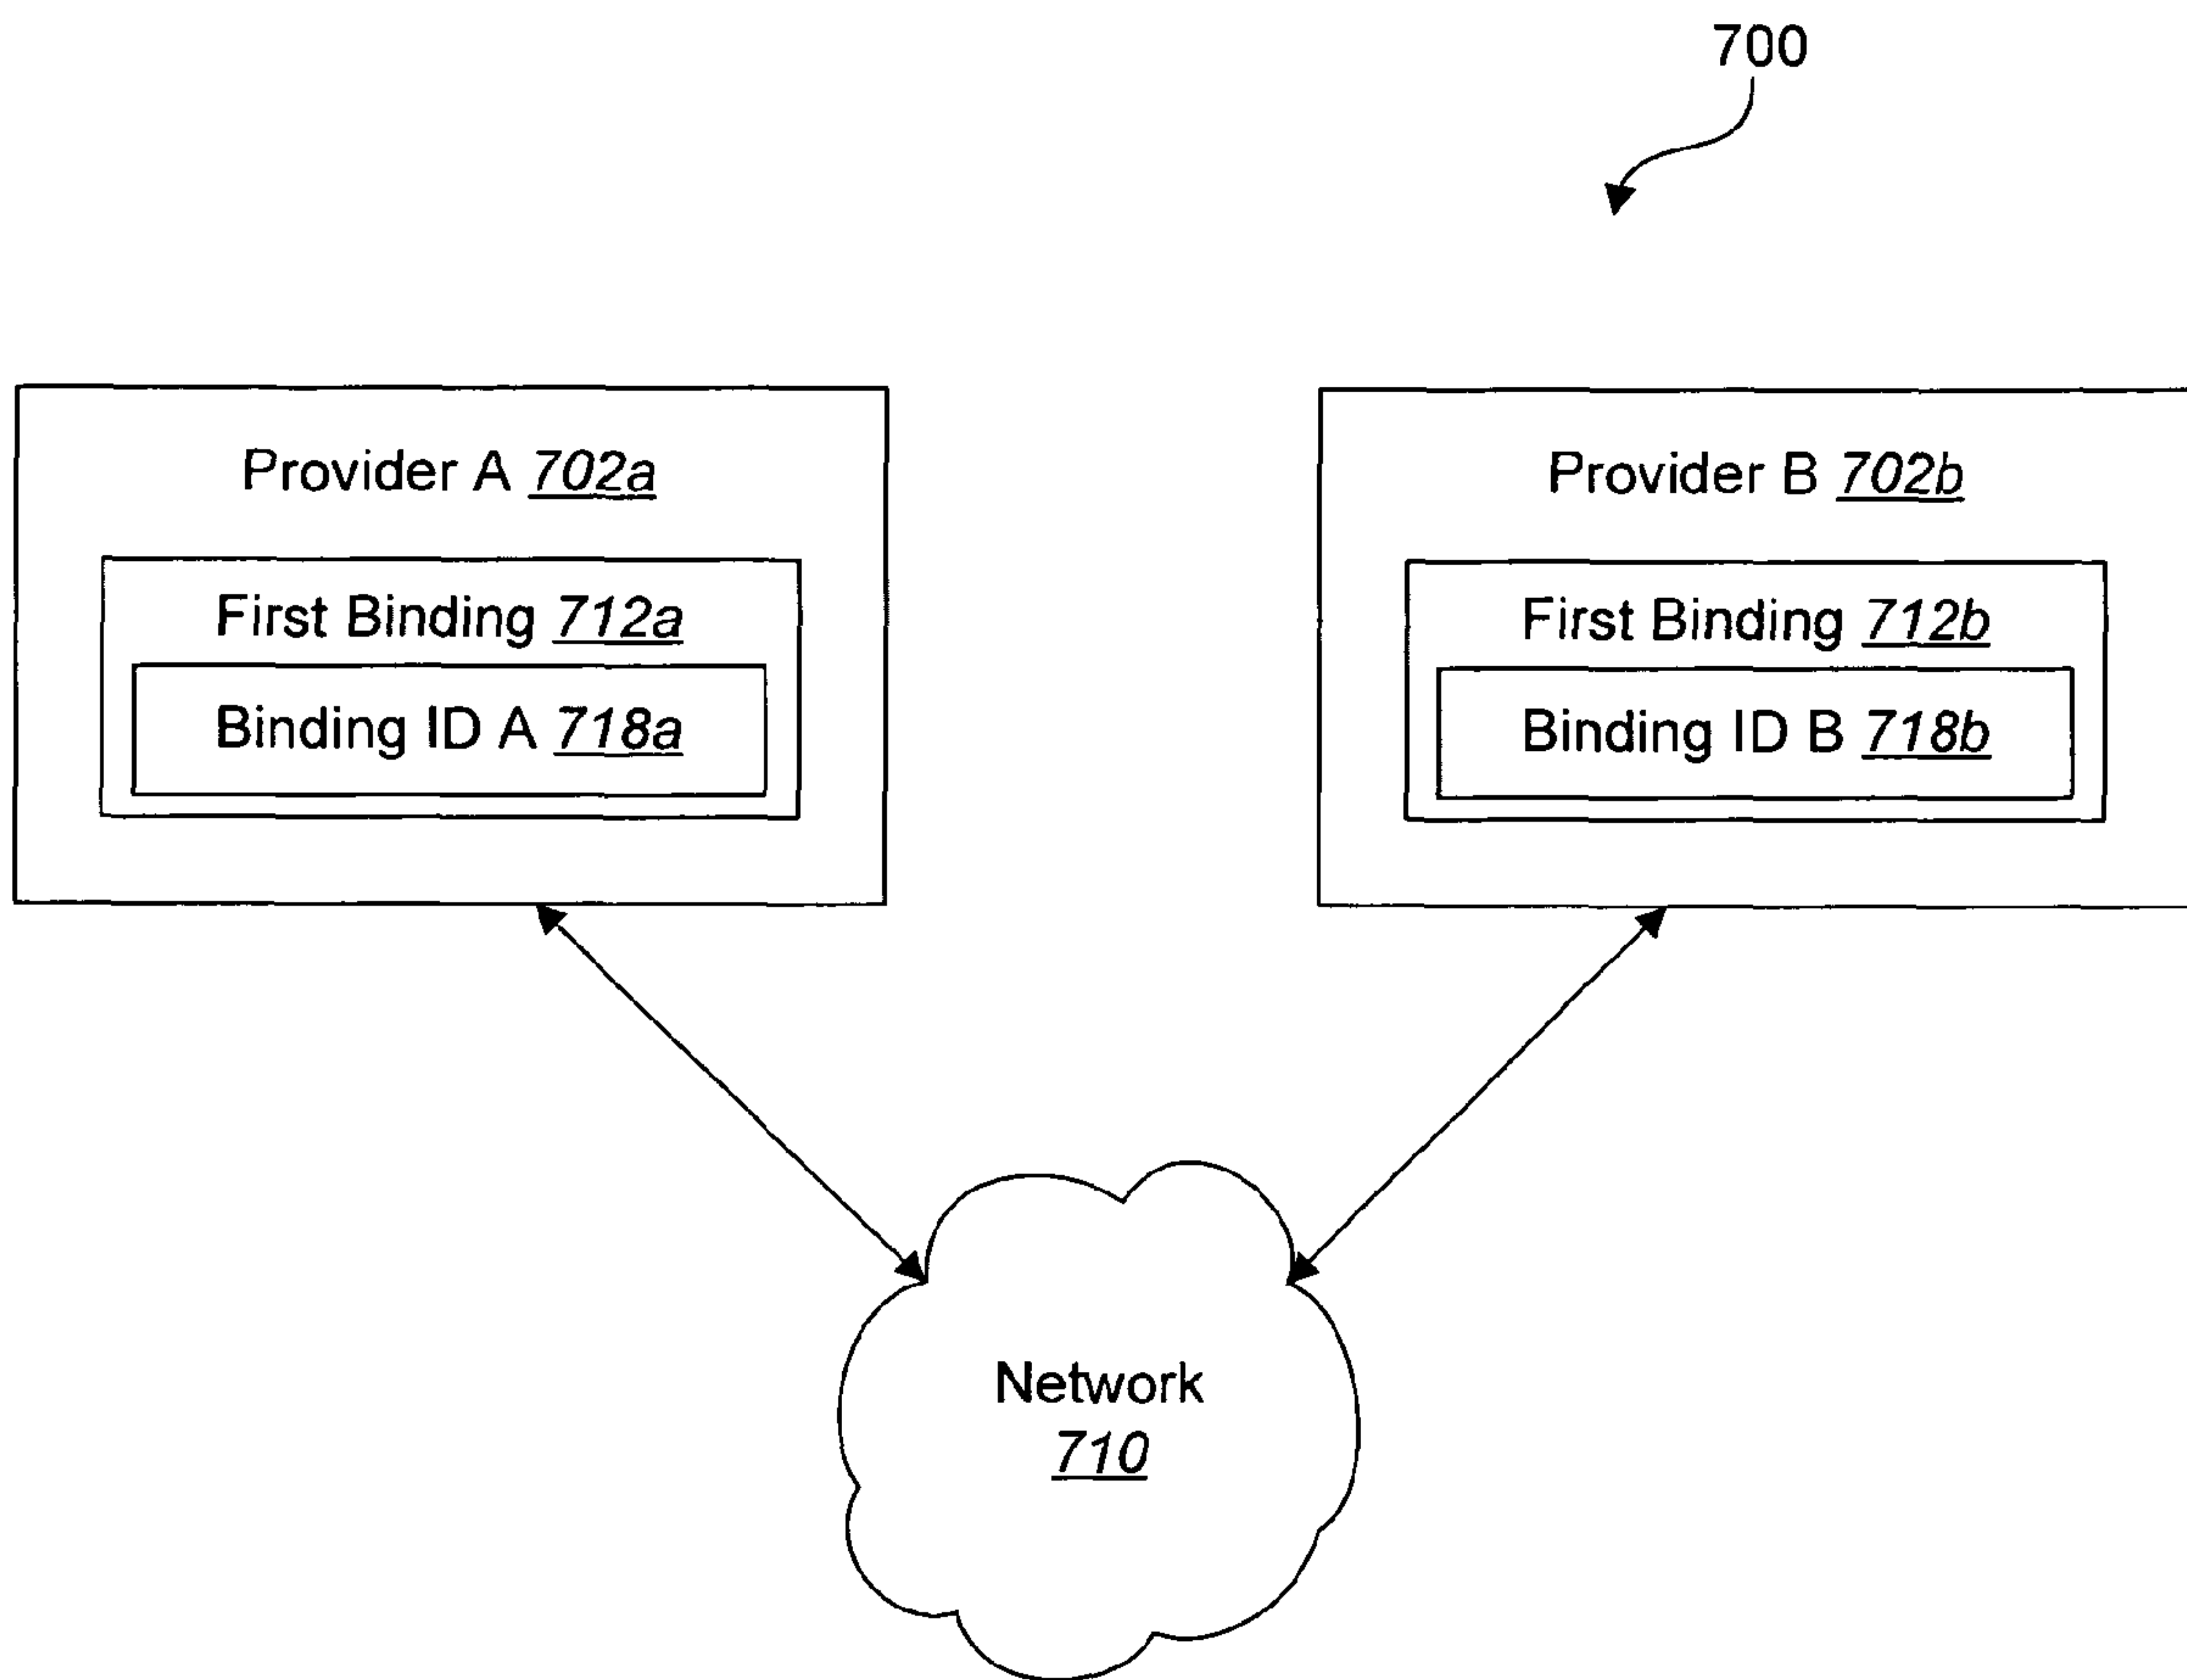 700
Provider A 702a
First Binding 712a
Binding ID A 718a
Provider B 702b
First Binding 712b
Binding ID B 718b
Network
710